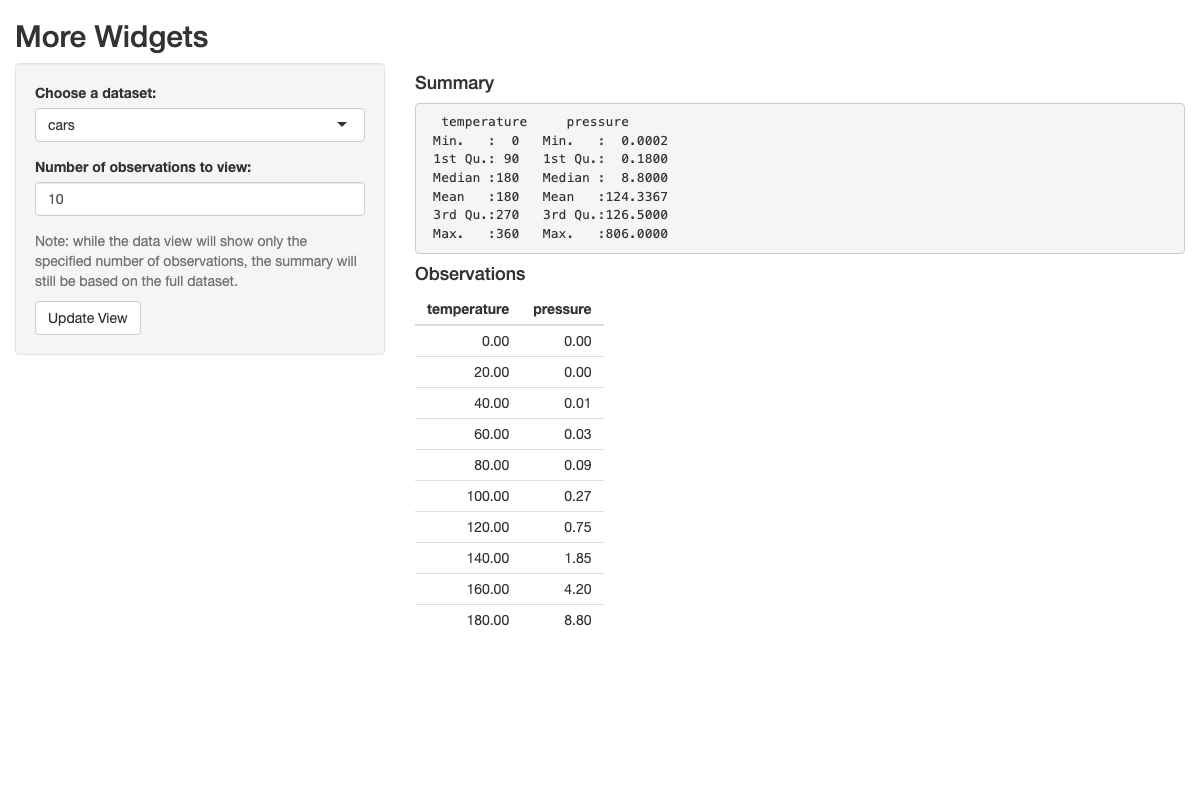 More Widgets
Choose a dataset:
cars
Number of observations to view:
10
Note: while the data view will show only the
specified number of observations, the summary will
still be based on the full dataset.
Update View
Summary
  temperature     pressure
 Min.   :  0   Min.   :  0.0002
 1st Qu.: 90   1st Qu.:  0.1800
 Median :180   Median :  8.8000
 Mean   :180   Mean   :124.3367
 3rd Qu.:270   3rd Qu.:126.5000
 Max.   :360   Max.   :806.0000
Observations
temperature pressure
0.00 0.00
20.00 0.00
40.00 0.01
60.00 0.03
80.00 0.09
100.00 0.27
120.00 0.75
140.00 1.85
160.00 4.20
180.00 8.80